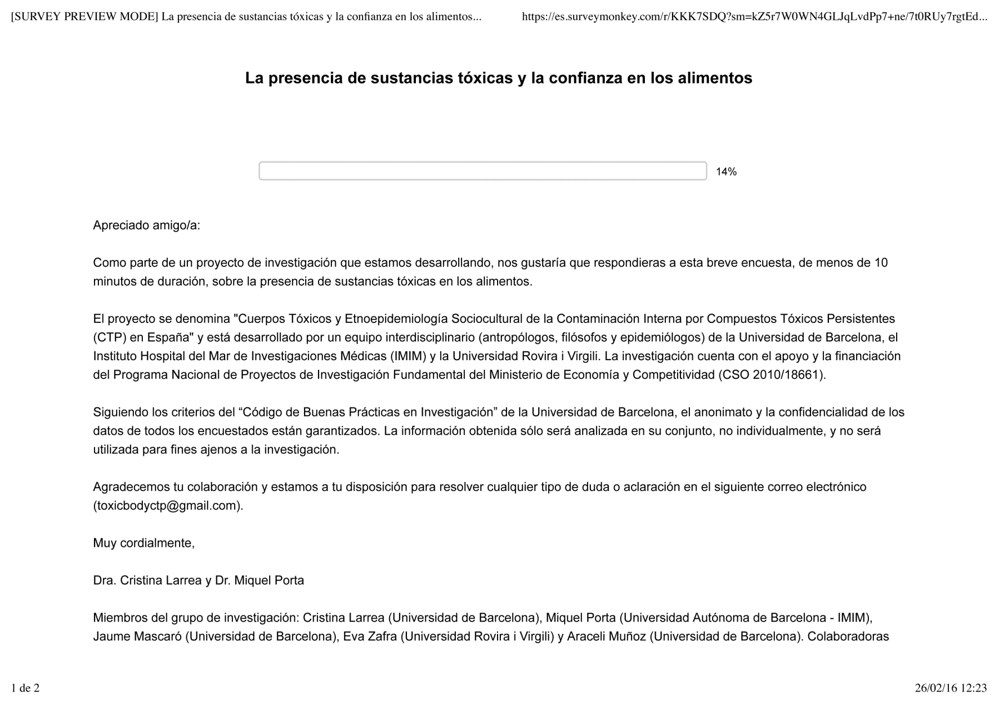 [SURVEY PREVIEW MODE] La presencia de sustancias tóxicas y la confianza en los alimentos...
https://es.surveymonkey.com/r/KKK7SDQ?sm=kZ5r7W0WN4GLJqLvdPp7+ne/7t0RUy7rgtEd...
La presencia de sustancias tóxicas y la confianza en los alimentos
14%
Apreciado amigo/a:
Como parte de un proyecto de investigación que estamos desarrollando, nos gustaría que respondieras a esta breve encuesta, de menos de 10
minutos de duración, sobre la presencia de sustancias tóxicas en los alimentos.
El proyecto se denomina "Cuerpos Tóxicos y Etnoepidemiología Sociocultural de la Contaminación Interna por Compuestos Tóxicos Persistentes
(CTP) en España" y está desarrollado por un equipo interdisciplinario (antropólogos, filósofos y epidemiólogos) de la Universidad de Barcelona, el
Instituto Hospital del Mar de Investigaciones Médicas (IMIM) y la Universidad Rovira i Virgili. La investigación cuenta con el apoyo y la financiación
del Programa Nacional de Proyectos de Investigación Fundamental del Ministerio de Economía y Competitividad (CSO 2010/18661).
Siguiendo los criterios del “Código de Buenas Prácticas en Investigación” de la Universidad de Barcelona, el anonimato y la confidencialidad de los
datos de todos los encuestados están garantizados. La información obtenida sólo será analizada en su conjunto, no individualmente, y no será
utilizada para fines ajenos a la investigación.
Agradecemos tu colaboración y estamos a tu disposición para resolver cualquier tipo de duda o aclaración en el siguiente correo electrónico
(toxicbodyctp@gmail.com).
Muy cordialmente,
Dra. Cristina Larrea y Dr. Miquel Porta
Miembros del grupo de investigación: Cristina Larrea (Universidad de Barcelona), Miquel Porta (Universidad Autónoma de Barcelona - IMIM),
Jaume Mascaró (Universidad de Barcelona), Eva Zafra (Universidad Rovira i Virgili) y Araceli Muñoz (Universidad de Barcelona). Colaboradoras
1 de 2
26/02/16 12:23